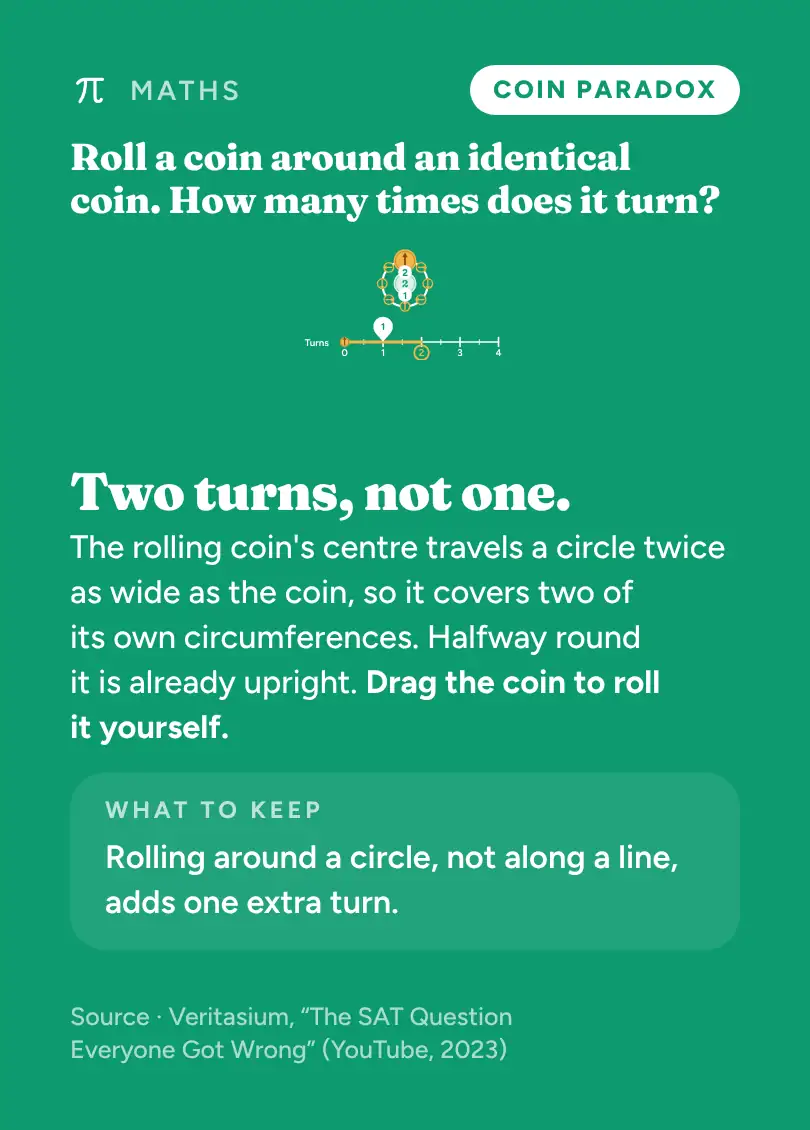 π MATHS
COIN PARADOX
Roll a coin around an identical
coin. How many times does it turn?
2
2
1
1
Turns
0 1 2 3 4
Two turns, not one.
The rolling coin's centre travels a circle twice
as wide as the coin, so it covers two of
its own circumferences. Halfway round
it is already upright. Drag the coin to roll
it yourself.
WHAT TO KEEP
Rolling around a circle, not along a line,
adds one extra turn.
Source · Veritasium, “The SAT Question
Everyone Got Wrong” (YouTube, 2023)